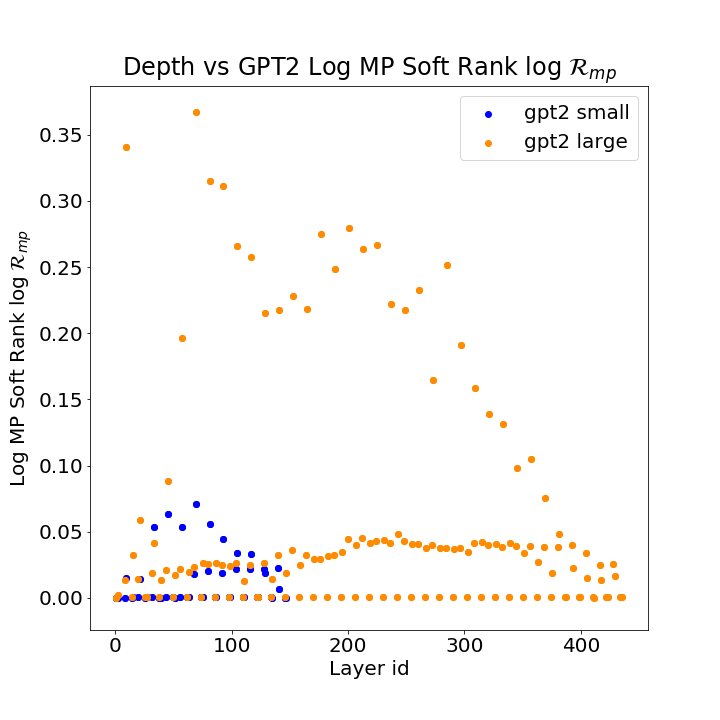 Depth vs GPT2 Log MP Soft Rank log ℛ_mp
gpt2 small
gpt2 large
Log MP Soft Rank log ℛ_mp
0.35
0.30
0.25
0.20
0.15
0.10
0.05
0.00
0 100 200 300 400
Layer id